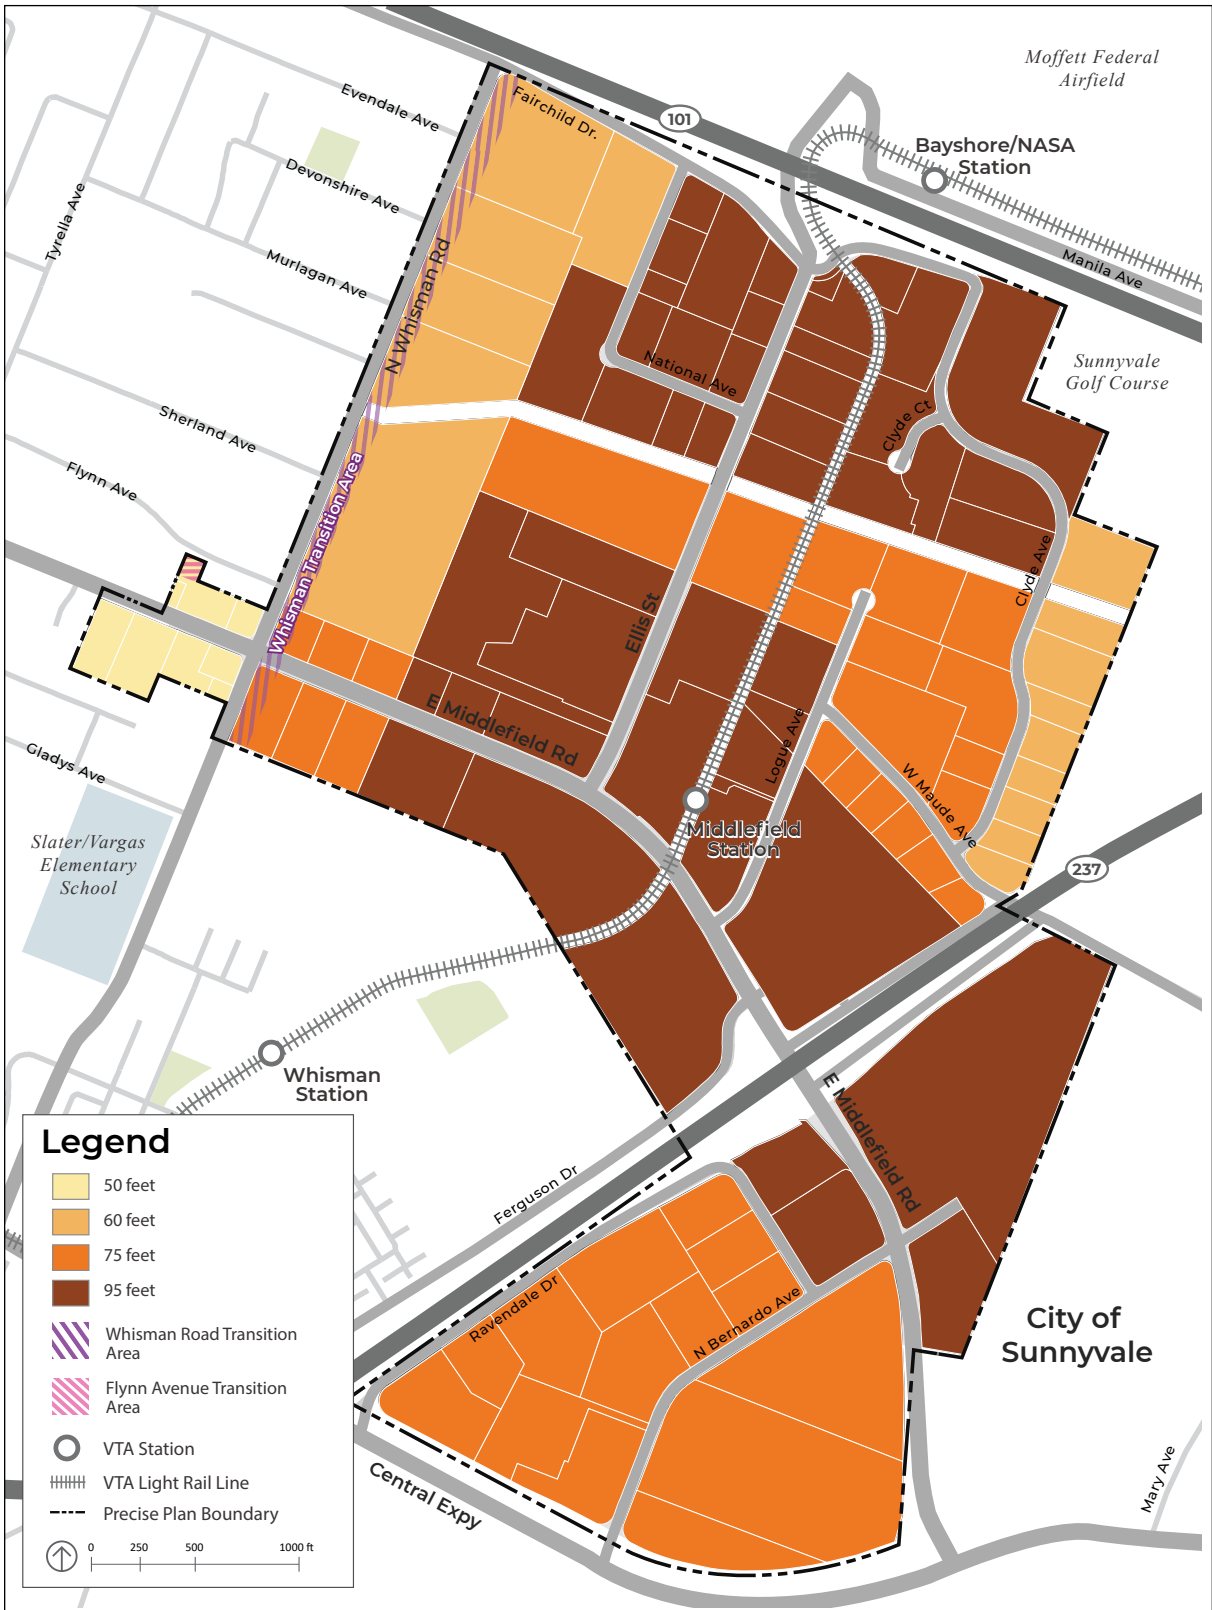 Moffett Federal
Airfield
101
Bayshore/NASA
Station
Evendale Ave
Fairchild Dr.
Devonshire Ave
Tyrella Ave
Murlagan Ave
Manila Ave
N Whisman Rd
National Ave
Sunnyvale
Golf Course
Sherland Ave
Clyde Ct
Flynn Ave
Whisman Transition Area
Clyde Ave
Ellis St
E Middlefield Rd
Logue Ave
Gladys Ave
W Maude Ave
Middlefield
Station
Slater/Vargas
Elementary
School
237
Whisman
Station
E Middlefield Rd
Ferguson Dr
Ravendale Dr
N Bernardo Ave
City of
Sunnyvale
Central Expy
Mary Ave
Legend
50 feet
60 feet
75 feet
95 feet
Whisman Road Transition
Area
Flynn Avenue Transition
Area
VTA Station
VTA Light Rail Line
Precise Plan Boundary
0 250 500 1000 ft